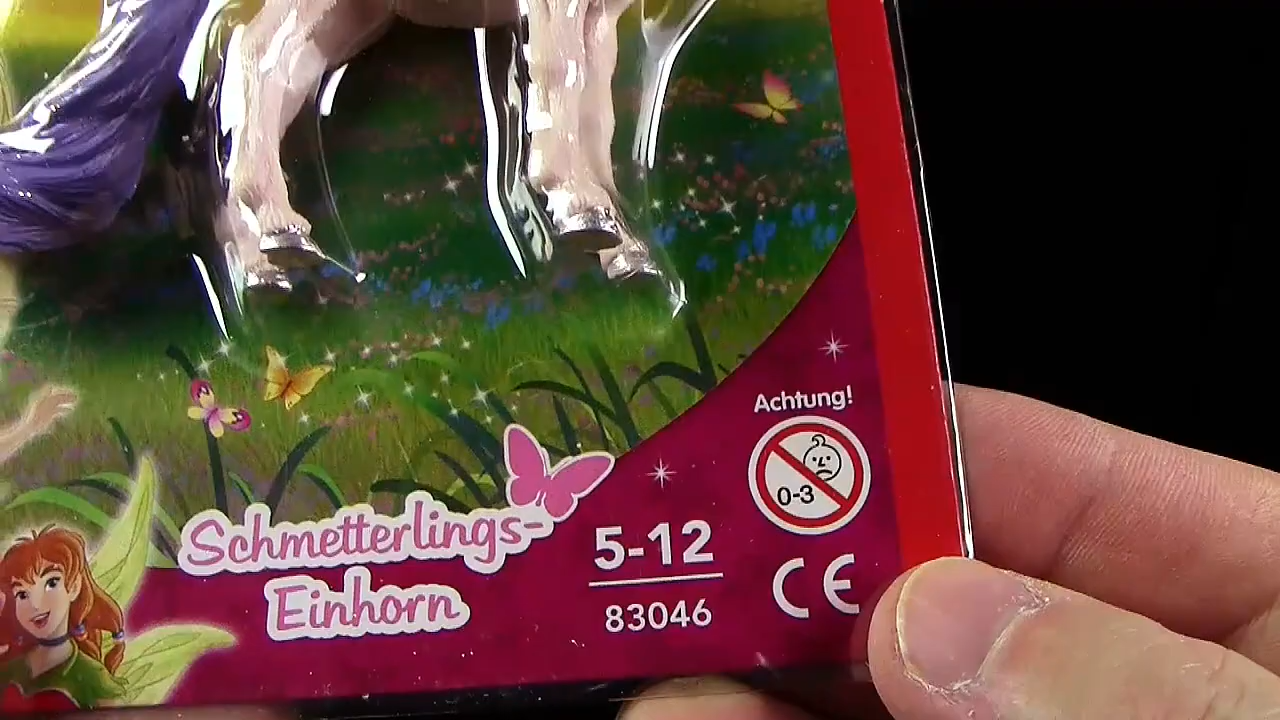 Achtung!
0-3
Schmetterlings-
Einhorn
5-12
83046
CE